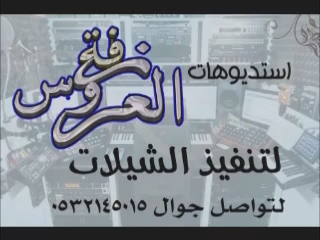 استديوهات
زفة العروس
لتنفيذ الشيلات
لتواصل جوال ٠٥٣٢١٤٥٠١٥